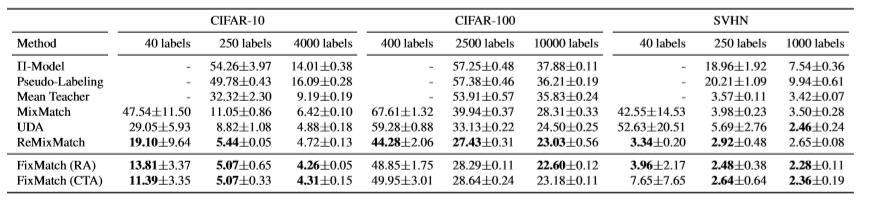 CIFAR-10 CIFAR-100 SVHN
Method 40 labels 250 labels 4000 labels 400 labels 2500 labels 10000 labels 40 labels 250 labels 1000 labels
Π-Model - 54.26±3.97 14.01±0.38 - 57.25±0.48 37.88±0.11 - 18.96±1.92 7.54±0.36
Pseudo-Labeling - 49.78±0.43 16.09±0.28 - 57.38±0.46 36.21±0.19 - 20.21±1.09 9.94±0.61
Mean Teacher - 32.32±2.30 9.19±0.19 - 53.91±0.57 35.83±0.24 - 3.57±0.11 3.42±0.07
MixMatch 47.54±11.50 11.05±0.86 6.42±0.10 67.61±1.32 39.94±0.37 28.31±0.33 42.55±14.53 3.98±0.23 3.50±0.28
UDA 29.05±5.93 8.82±1.08 4.88±0.18 59.28±0.88 33.13±0.22 24.50±0.25 52.63±20.51 5.69±2.76 2.46±0.24
ReMixMatch 19.10±9.64 5.44±0.05 4.72±0.13 44.28±2.06 27.43±0.31 23.03±0.56 3.34±0.20 2.92±0.48 2.65±0.08
FixMatch (RA) 13.81±3.37 5.07±0.65 4.26±0.05 48.85±1.75 28.29±0.11 22.60±0.12 3.96±2.17 2.48±0.38 2.28±0.11
FixMatch (CTA) 11.39±3.35 5.07±0.33 4.31±0.15 49.95±3.01 28.64±0.24 23.18±0.11 7.65±7.65 2.64±0.64 2.36±0.19